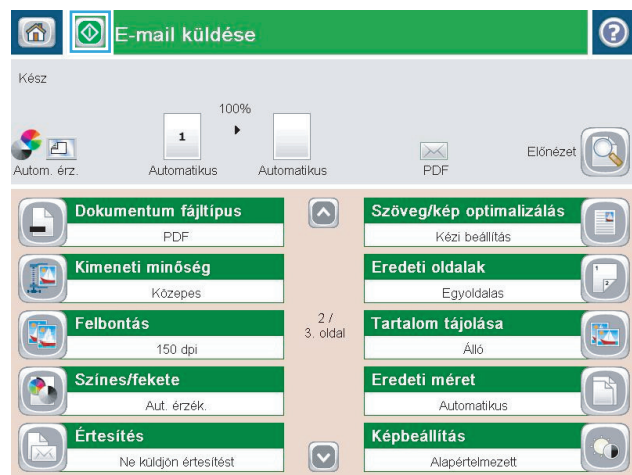 E-mail küldése
Kész
100%
1
Autom. érz.
Automatikus
Automatikus
PDF
Előnézet
Dokumentum fájltípus
PDF
Szöveg/kép optimalizálás
Kézi beállítás
Kimeneti minőség
Közepes
Eredeti oldalak
Egyoldalas
Felbontás
150 dpi
2 /
3. oldal
Tartalom tájolása
Álló
Színes/fekete
Aut. érzék.
Eredeti méret
Automatikus
Értesítés
Ne küldjön értesítést
Képbeállítás
Alapértelmezett